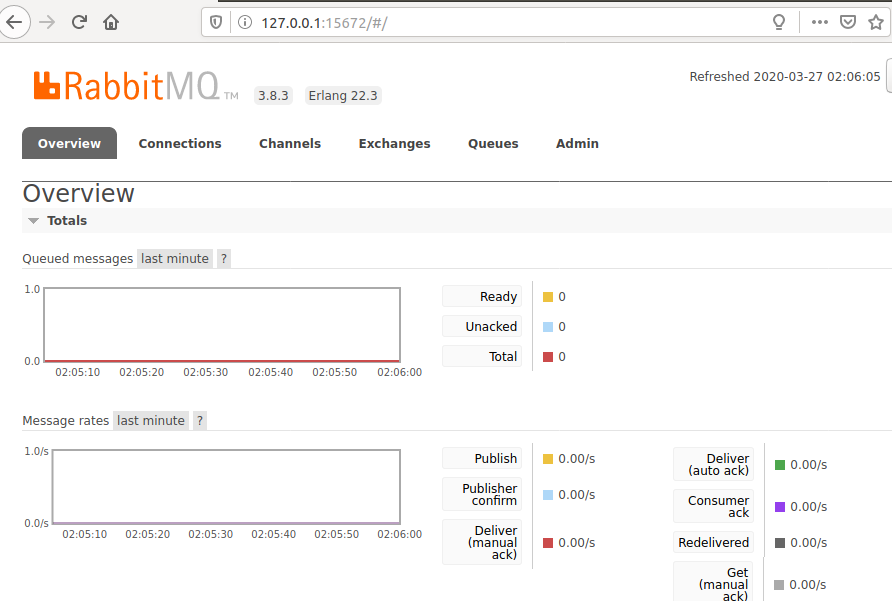 127.0.0.1:15672/#/
RabbitMQ TM 3.8.3 Erlang 22.3
Refreshed 2020-03-27 02:06:05
Overview Connections Channels Exchanges Queues Admin
Overview
Totals
Queued messages last minute ?
1.0
0.0
02:05:10 02:05:20 02:05:30 02:05:40 02:05:50 02:06:00
Ready 0
Unacked 0
Total 0
Message rates last minute ?
1.0/s
0.0/s
02:05:10 02:05:20 02:05:30 02:05:40 02:05:50 02:06:00
Publish 0.00/s
Publisher
confirm 0.00/s
Deliver
(manual
ack) 0.00/s
Deliver
(auto ack) 0.00/s
Consumer
ack 0.00/s
Redelivered 0.00/s
Get
(manual
ack) 0.00/s